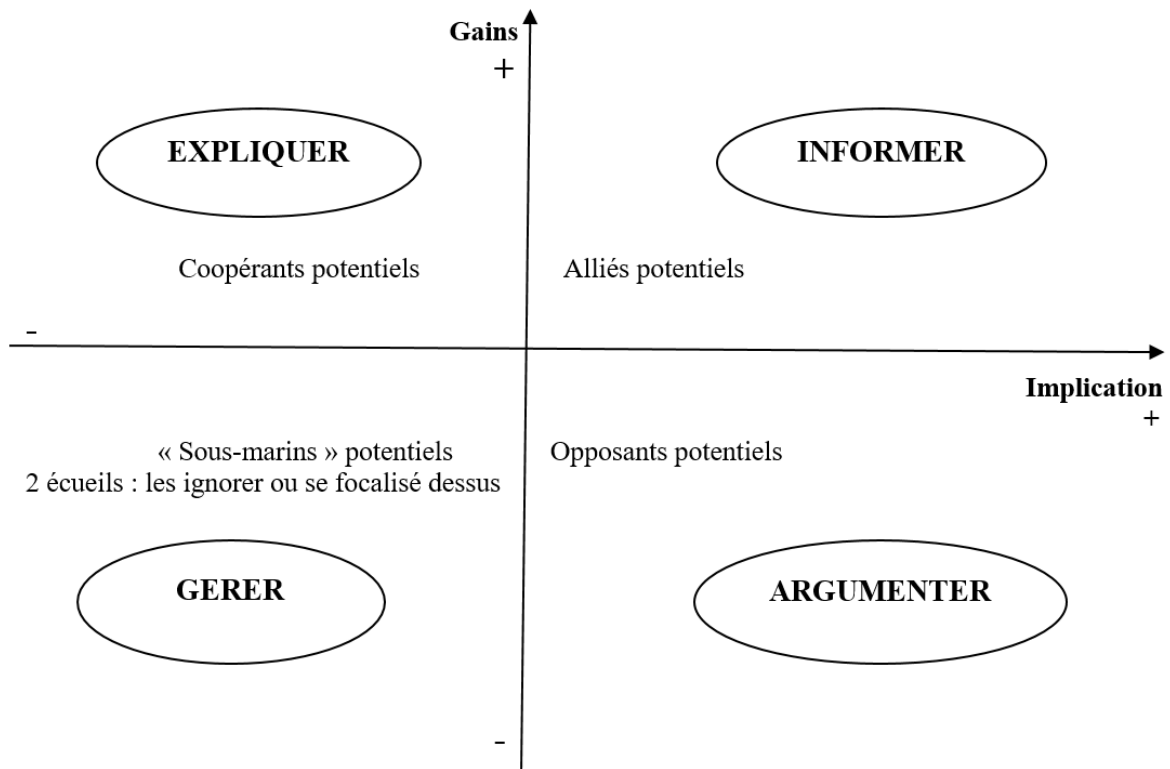 Gains
+
EXPLIQUER
INFORMER
Coopérants potentiels
Alliés potentiels
-
Implication
+
« Sous-marins » potentiels
2 écueils : les ignorer ou se focalisé dessus
Opposants potentiels
GERER
ARGUMENTER
-